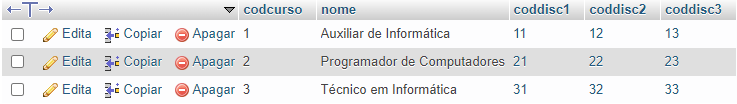 codcurso nome coddisc1 coddisc2 coddisc3
Edita Copiar Apagar 1 Auxiliar de Informática 11 12 13
Edita Copiar Apagar 2 Programador de Computadores 21 22 23
Edita Copiar Apagar 3 Técnico em Informática 31 32 33